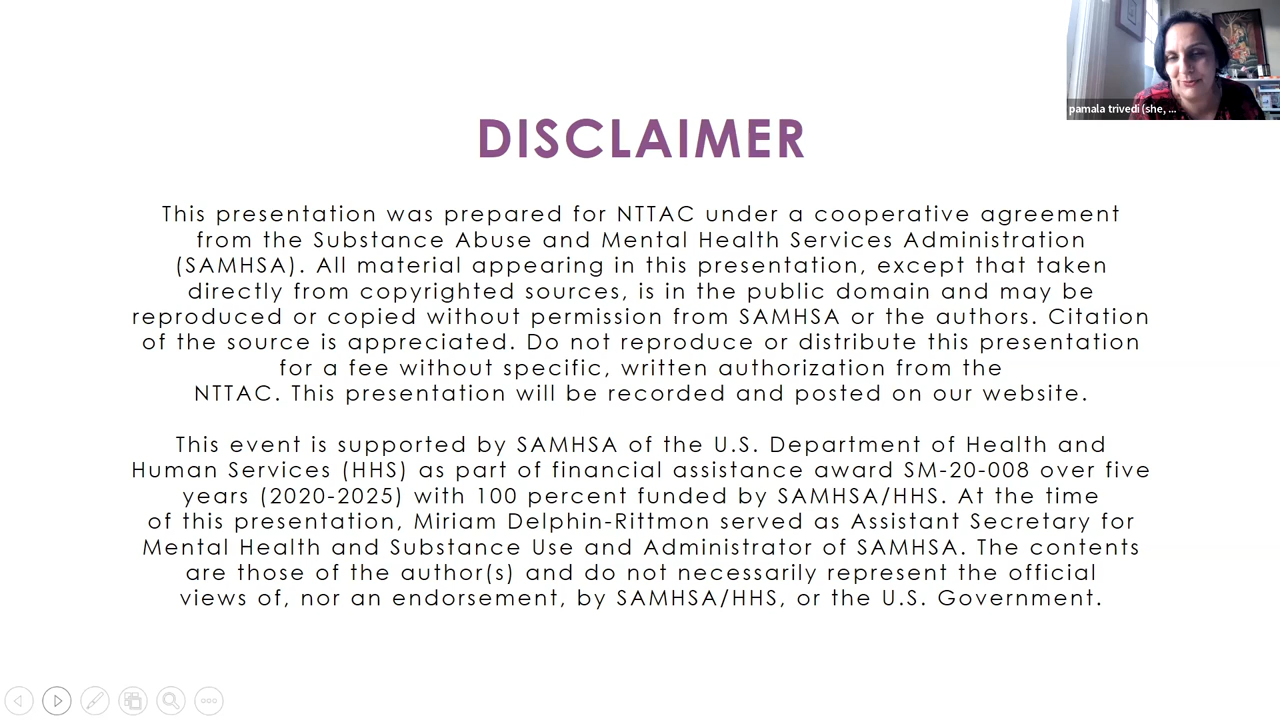 pamala trivedi (she, ...
DISCLAIMER
This presentation was prepared for NTTAC under a cooperative agreement
from the Substance Abuse and Mental Health Services Administration
(SAMHSA). All material appearing in this presentation, except that taken
directly from copyrighted sources, is in the public domain and may be
reproduced or copied without permission from SAMHSA or the authors. Citation
of the source is appreciated. Do not reproduce or distribute this presentation
for a fee without specific, written authorization from the
NTTAC. This presentation will be recorded and posted on our website.
This event is supported by SAMHSA of the U.S. Department of Health and
Human Services (HHS) as part of financial assistance award SM-20-008 over five
years (2020-2025) with 100 percent funded by SAMHSA/HHS. At the time
of this presentation, Miriam Delphin-Rittmon served as Assistant Secretary for
Mental Health and Substance Use and Administrator of SAMHSA. The contents
are those of the author(s) and do not necessarily represent the official
views of, nor an endorsement, by SAMHSA/HHS, or the U.S. Government.